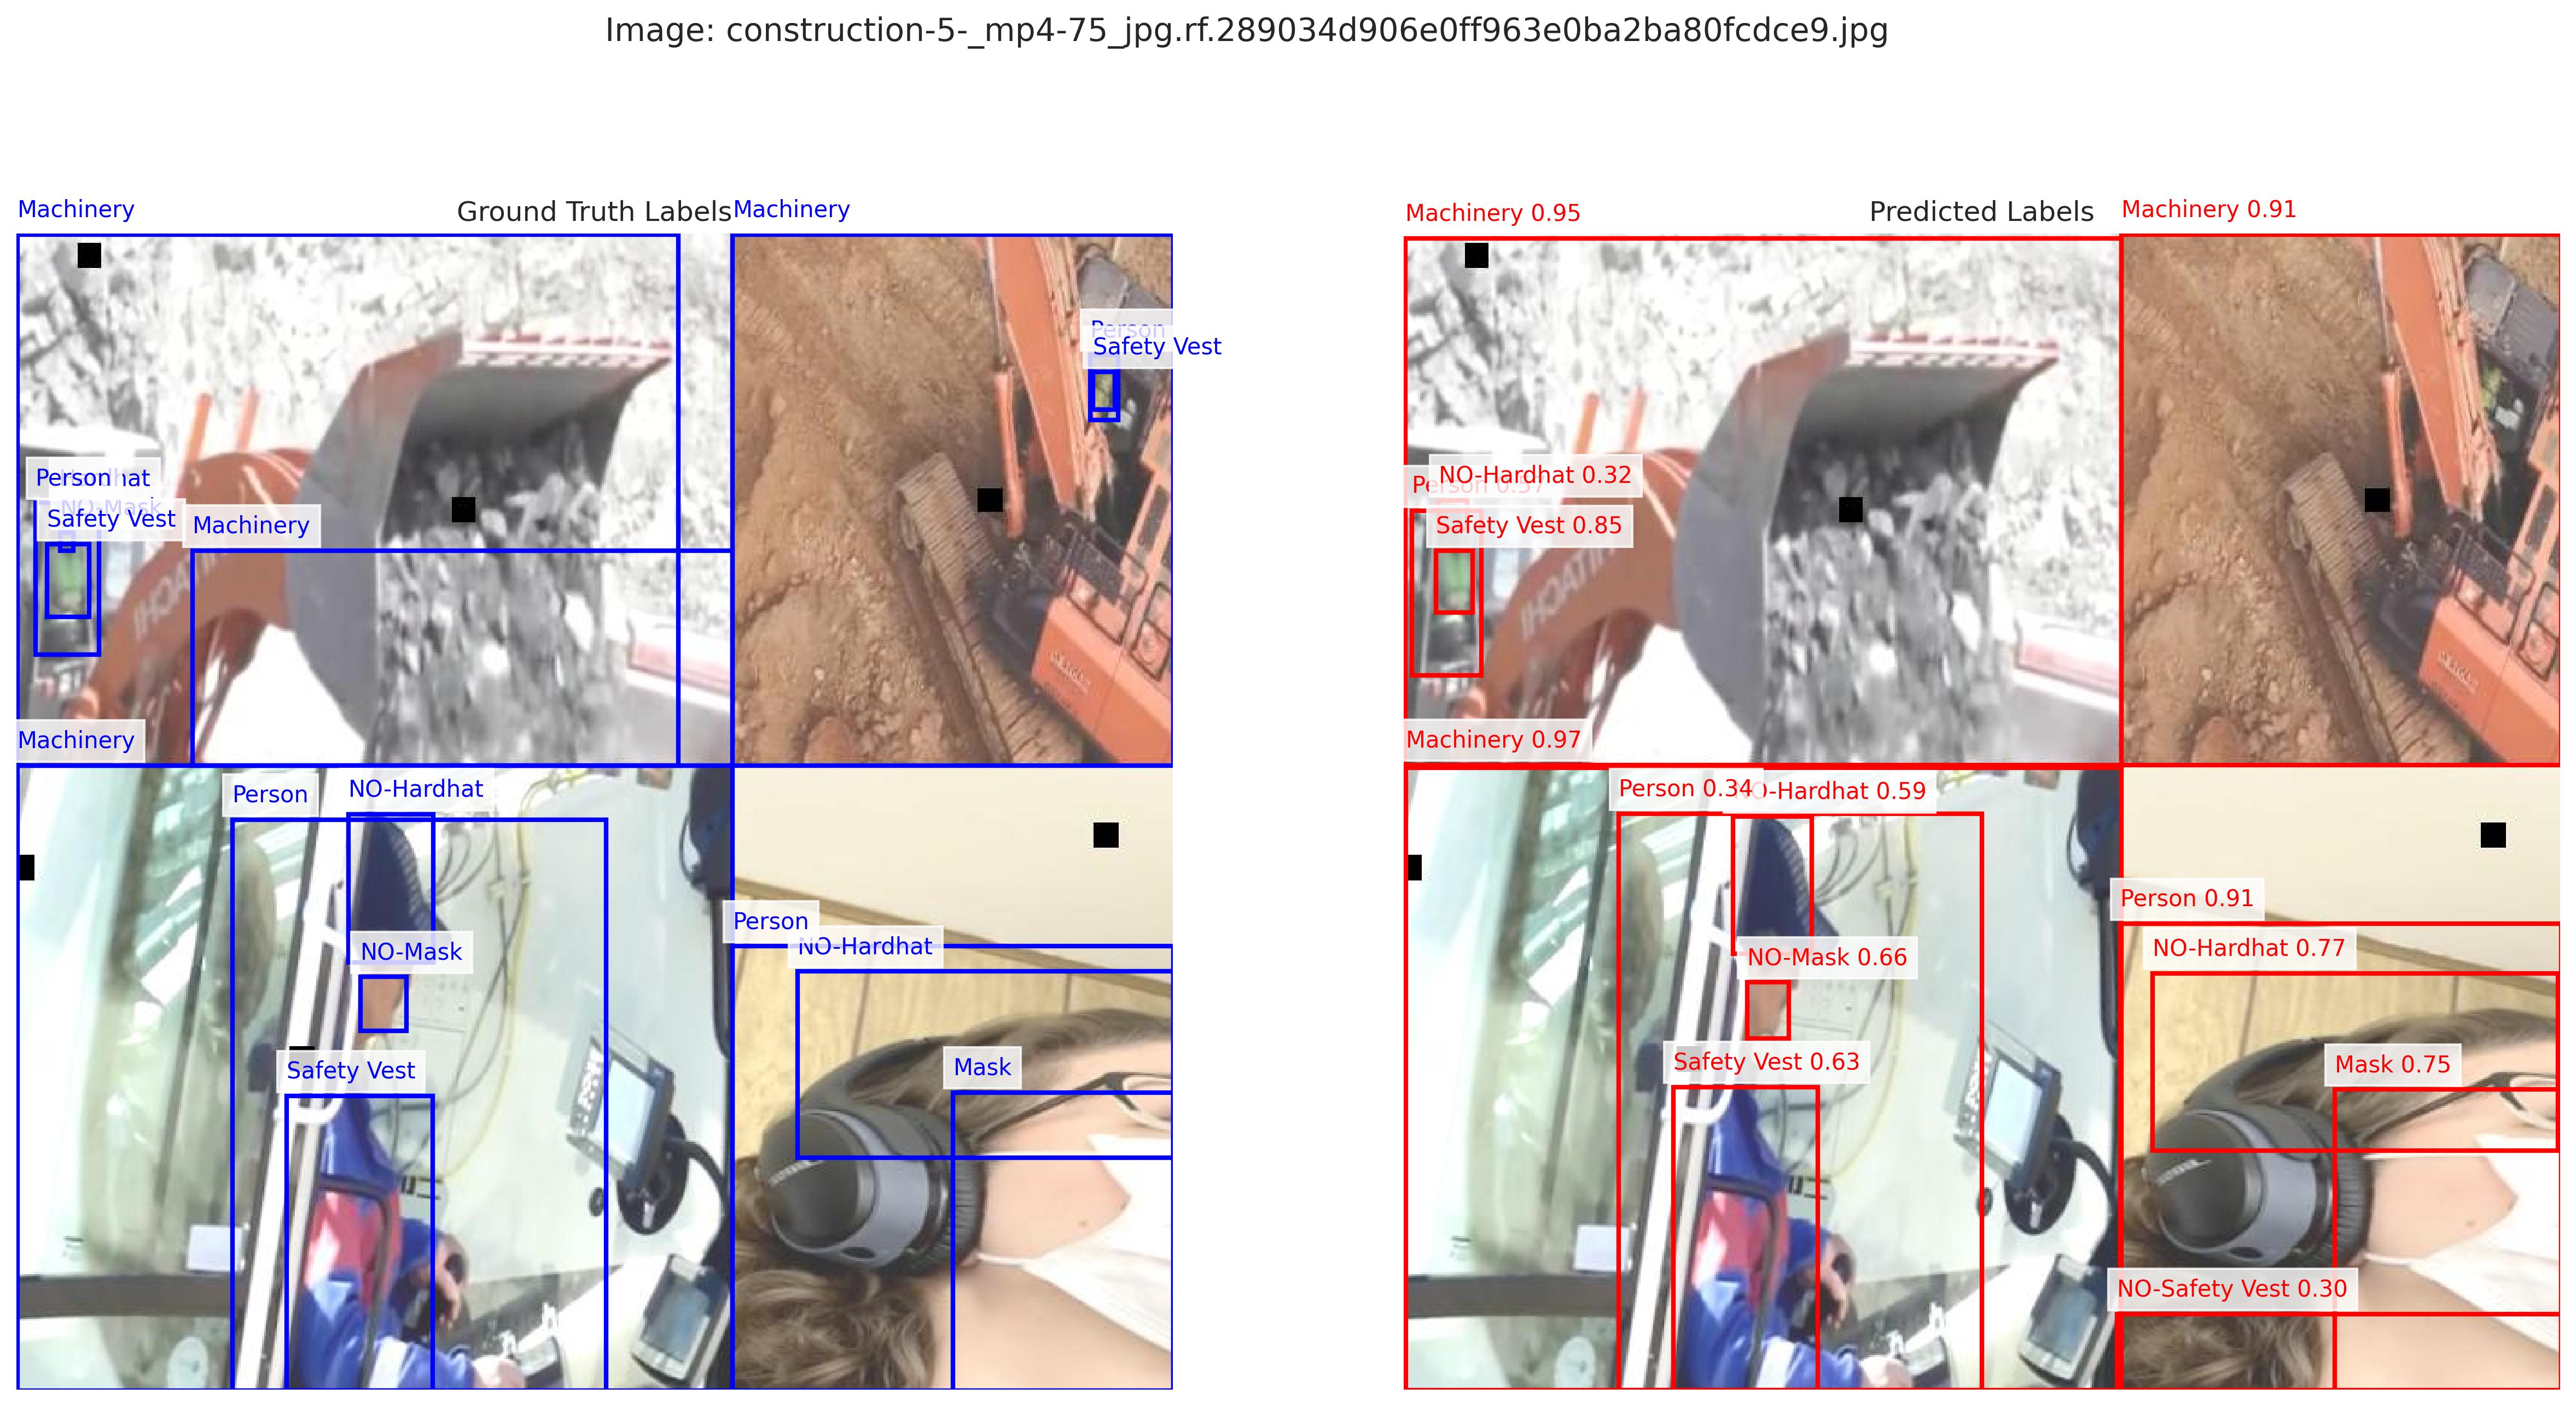 Image: construction-5-_mp4-75_jpg.rf.289034d906e0ff963e0ba2ba80fcdce9.jpg
Ground Truth Labels
Machinery
Machinery
Person
Safety Vest
Person
hat
NO-Mask
Safety Vest
Machinery
Machinery
Person
NO-Hardhat
NO-Mask
Safety Vest
Person
NO-Hardhat
Mask
Predicted Labels
Machinery 0.95
Machinery 0.91
NO-Hardhat 0.32
Safety Vest 0.85
Machinery 0.97
Person 0.34
O-Hardhat 0.59
NO-Mask 0.66
Safety Vest 0.63
Person 0.91
NO-Hardhat 0.77
Mask 0.75
NO-Safety Vest 0.30